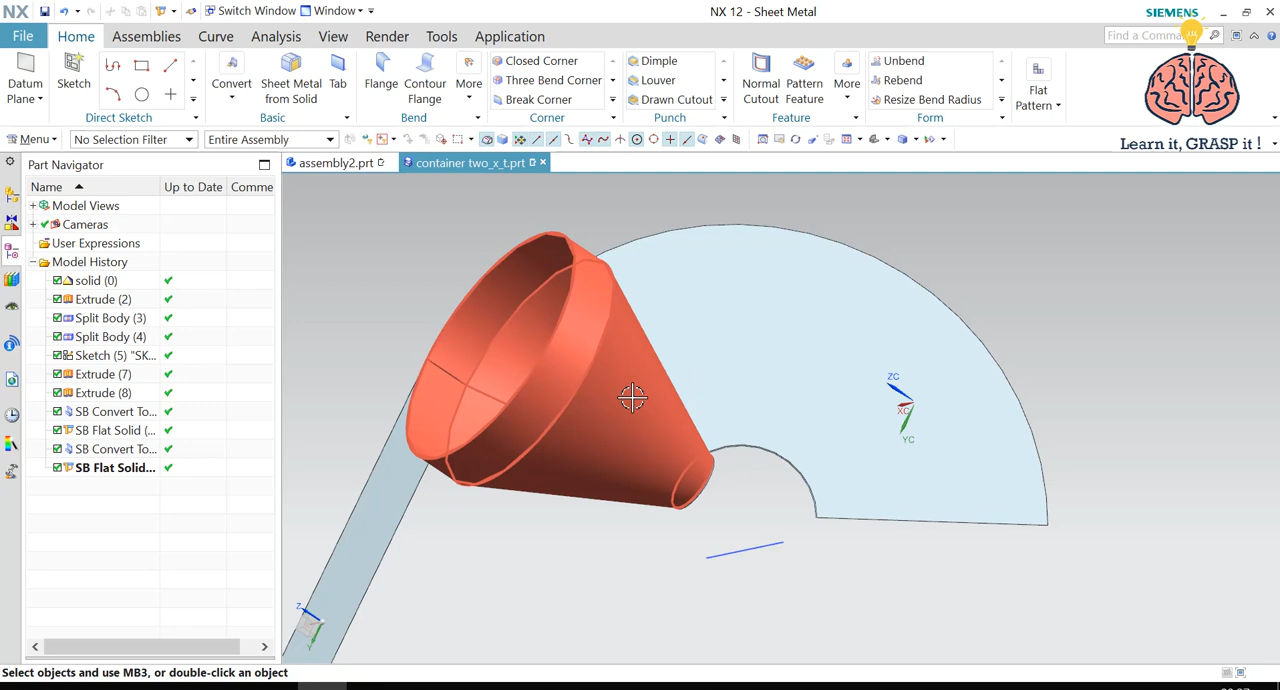 NX
Switch Window
Window
NX 12 - Sheet Metal
SIEMENS
File
Home
Assemblies
Curve
Analysis
View
Render
Tools
Application
Find a Comma
Datum Plane
Sketch
Direct Sketch
Convert
Sheet Metal from Solid
Tab
Basic
Flange
Contour Flange
More
Bend
Closed Corner
Three Bend Corner
Break Corner
Corner
Dimple
Louver
Drawn Cutout
Punch
Normal Cutout
Pattern Feature
More
Feature
Unbend
Rebend
Resize Bend Radius
Form
Flat Pattern
Learn it, GRASP it !
Menu
No Selection Filter
Entire Assembly
Part Navigator
assembly2.prt
container two_x_t.prt
Name
Up to Date
Comme
Model Views
Cameras
User Expressions
Model History
solid (0)
Extrude (2)
Split Body (3)
Split Body (4)
Sketch (5) "SK...
Extrude (7)
Extrude (8)
SB Convert To...
SB Flat Solid (...
SB Convert To...
SB Flat Solid...
ZC
XC
YC
Z
Y
Select objects and use MB3, or double-click an object